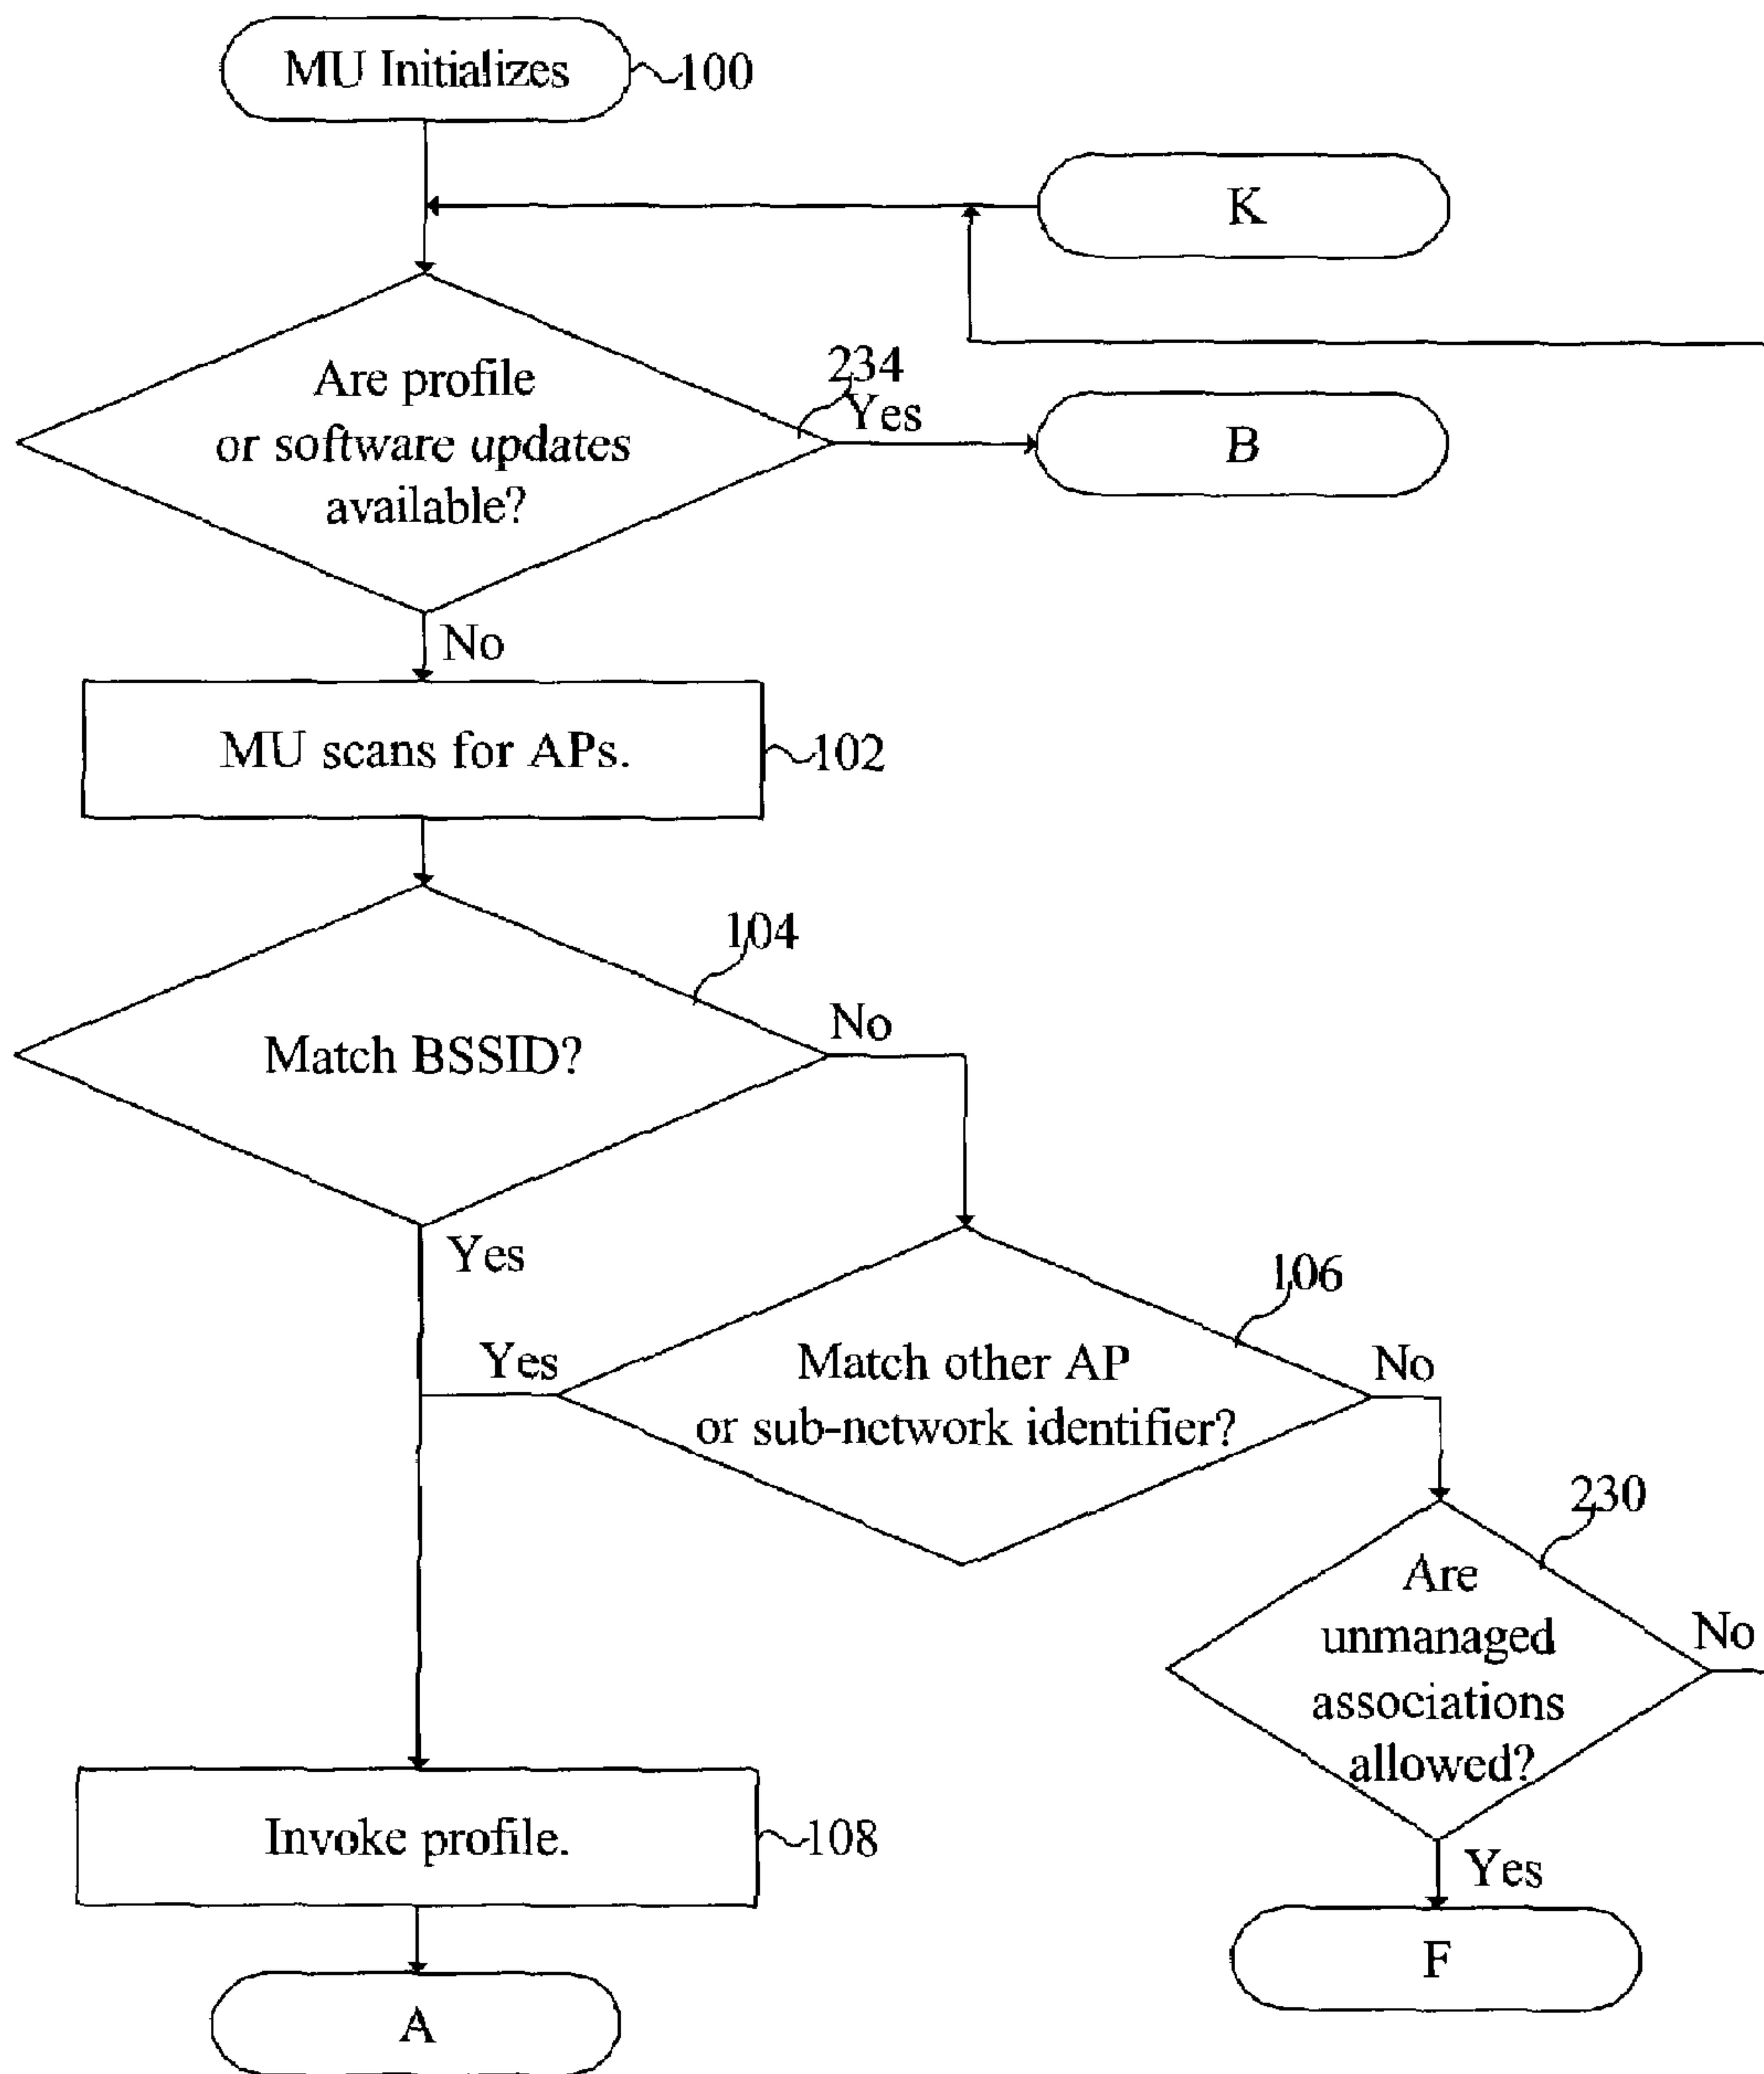 MU Initializes
100
K
Are profile
or software updates
available?
234
Yes
B
No
MU scans for APs.
102
104
Match BSSID?
No
Yes
106
Yes
Match other AP
or sub-network identifier?
No
230
Are
unmanaged
associations
allowed?
No
Yes
Invoke profile.
108
F
A